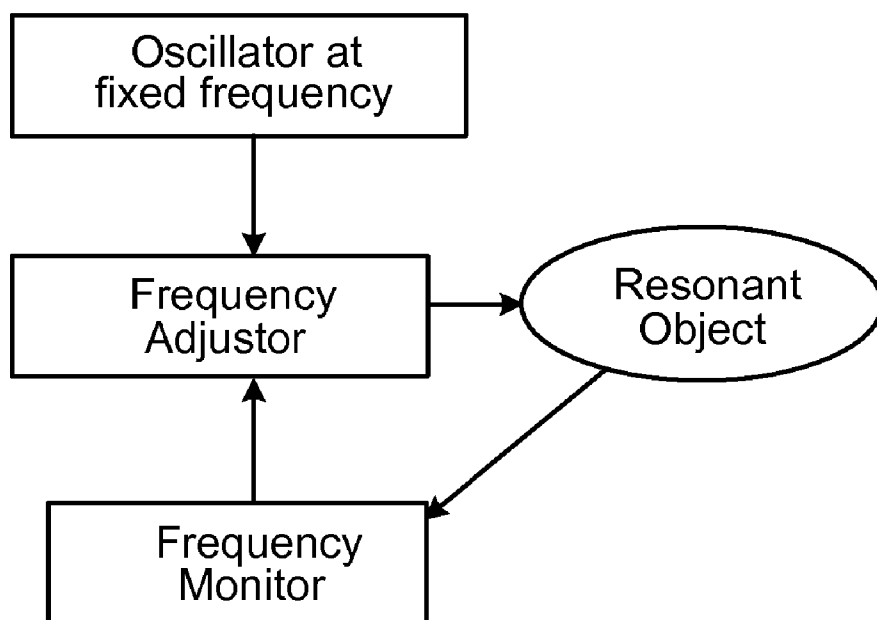 Oscillator at
fixed frequency
Frequency
Adjustor
Resonant
Object
Frequency
Monitor